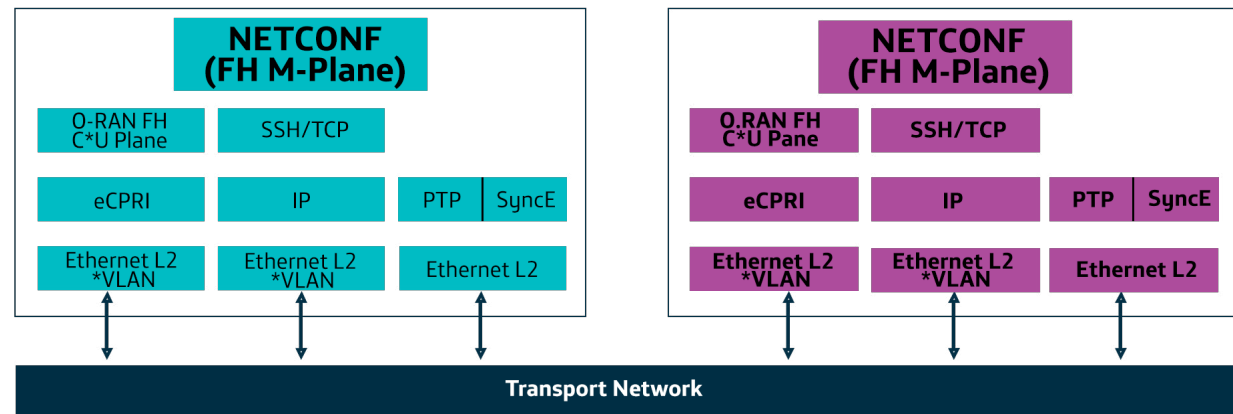 NETCONF
(FH M-Plane)
O-RAN FH
C*U Plane
SSH/TCP
eCPRI
IP
PTP
SyncE
Ethernet L2
*VLAN
Ethernet L2
*VLAN
Ethernet L2
NETCONF
(FH M-Plane)
O.RAN FH
C*U Pane
SSH/TCP
eCPRI
IP
PTP
SyncE
Ethernet L2
*VLAN
Ethernet L2
*VLAN
Ethernet L2
Transport Network